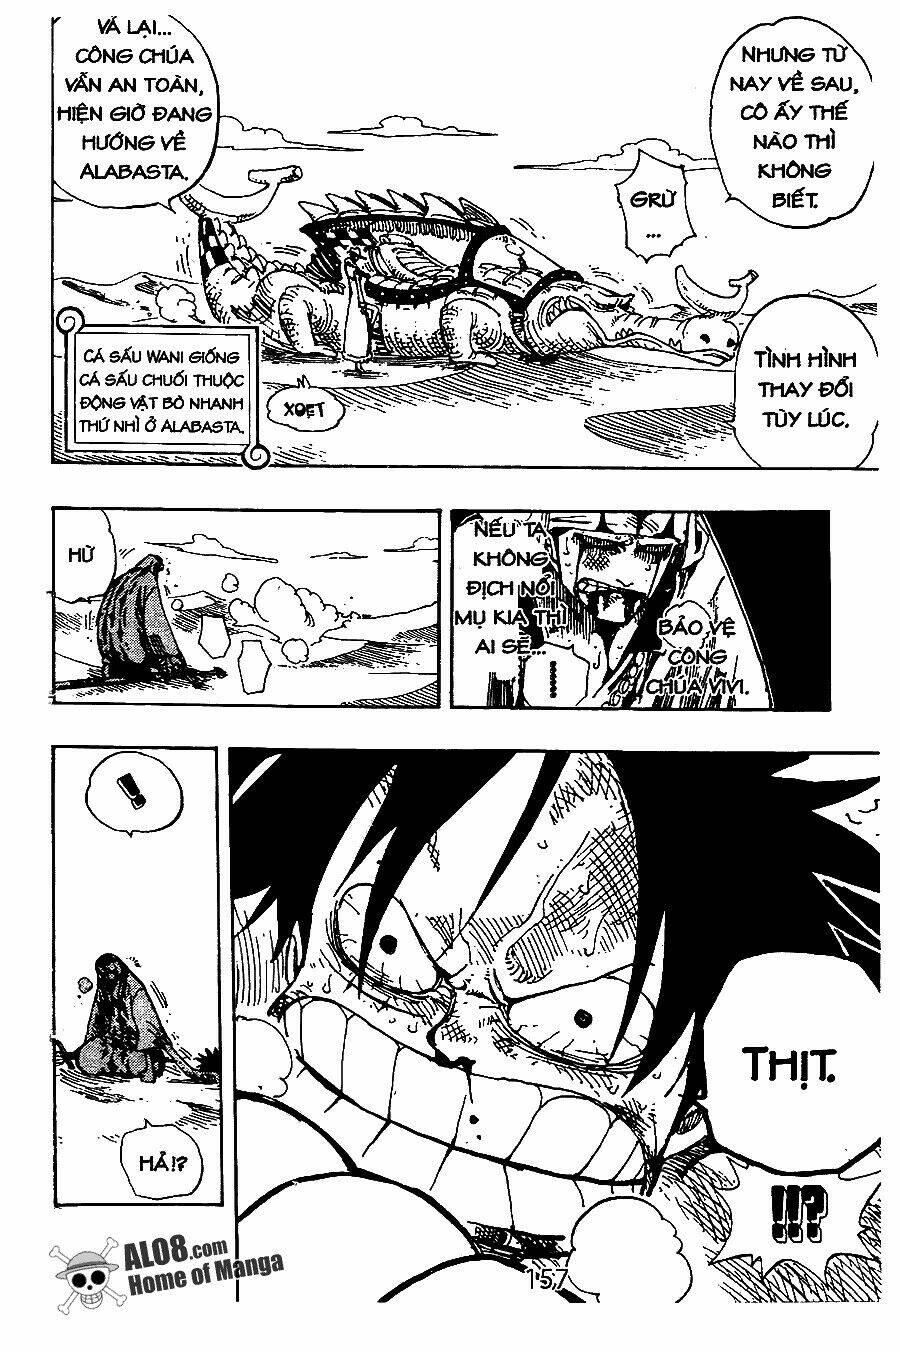 NHƯNG TỪ
NAY VỀ SAU,
CÔ ẤY THẾ
NÀO THÌ
KHÔNG
BIẾT.
VẢ LẠI...
CÔNG CHÚA
VẪN AN TOÀN,
HIỆN GIỜ ĐANG
HƯỚNG VỀ
ALABASTA.
GRỪ
...
TÌNH HÌNH
THAY ĐỔI
TÙY LÚC.
CÁ SẤU WANI GIỐNG
CÁ SẤU CHUỐI THUỘC
ĐỘNG VẬT BÒ NHANH
THỨ NHÌ Ở ALABASTA.
XOẸT
NẾU TA
KHÔNG
ĐỊCH NỔI
MỤ KIA THÌ
AI SẼ...
BẢO VỆ
CÔNG
CHÚA VIVI.
......
HỪ
!!
HẢ!?
THỊT.
!!?
157
ALO8.com
Home of Manga